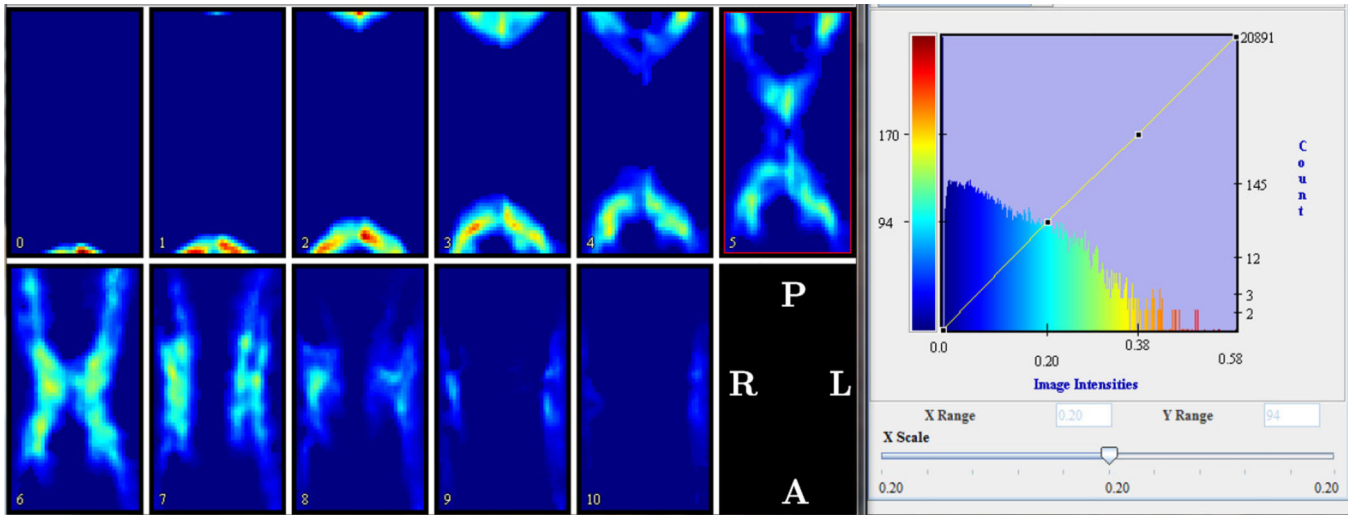 0 1 2 3 4 5
6 7 8 9 10
P
R L
A
20891
170
145
94
12
3
2
0.0 0.20 0.38 0.58
Count
Image Intensities
X Range 0.20 Y Range 94
X Scale
0.20 0.20 0.20